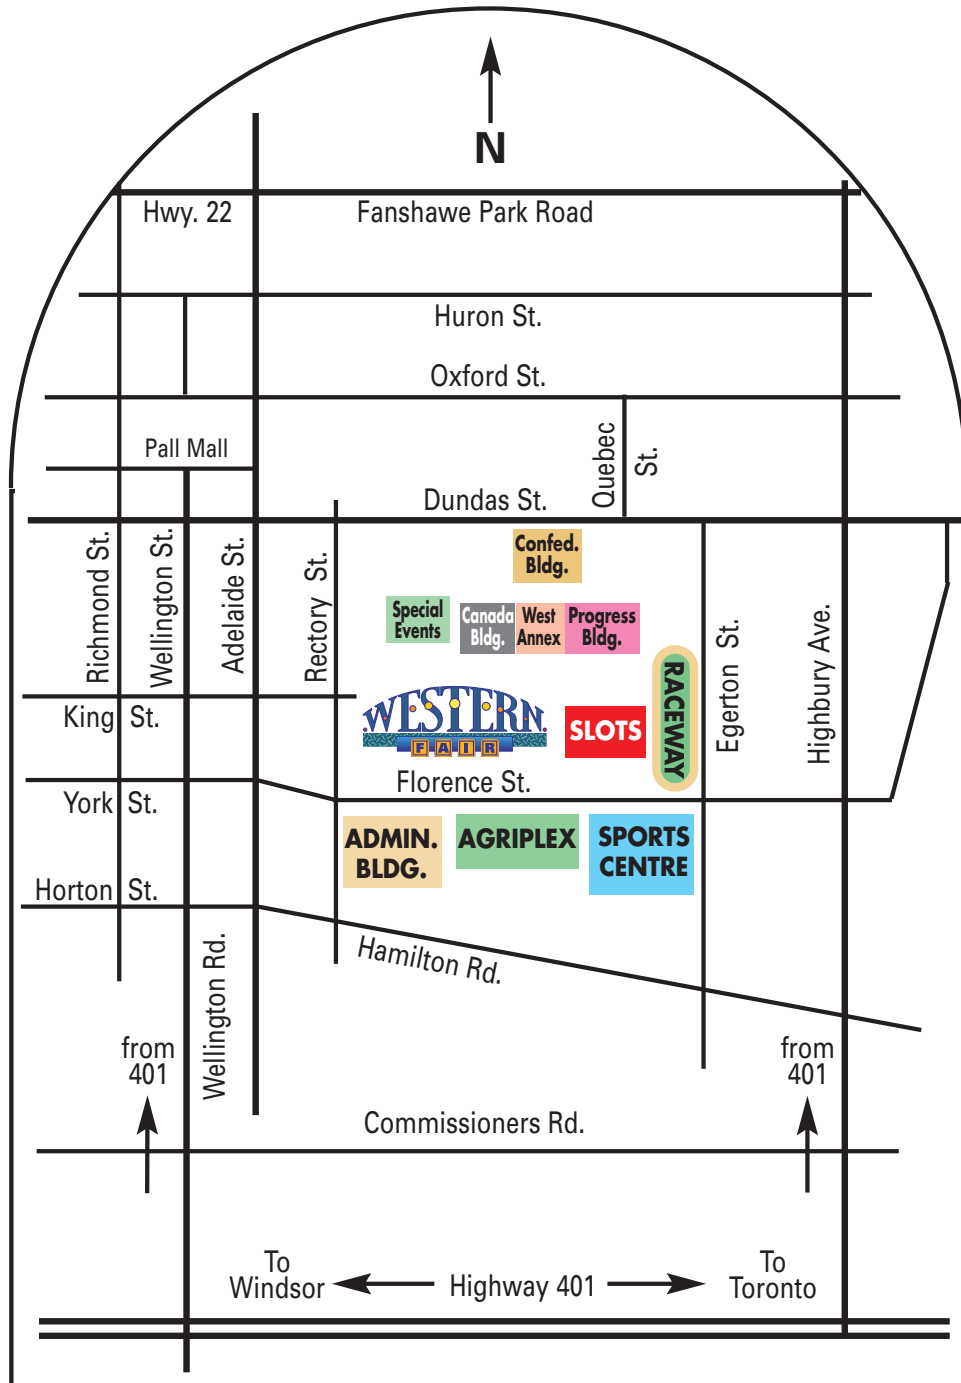 N
Hwy. 22
Fanshawe Park Road
Huron St.
Oxford St.
Quebec
St.
Pall Mall
Dundas St.
Richmond St.
Wellington St.
Adelaide St.
Rectory St.
Confed.
Bldg.
Special
Events
Canada
Bldg.
West
Annex
Progress
Bldg.
RACEWAY
Egerton St.
Highbury Ave.
King St.
WESTERN
FAIR
SLOTS
Florence St.
York St.
ADMIN.
BLDG.
AGRIPLEX
SPORTS
CENTRE
Horton St.
Hamilton Rd.
Wellington Rd.
from
401
from
401
Commissioners Rd.
To
Windsor
Highway 401
To
Toronto